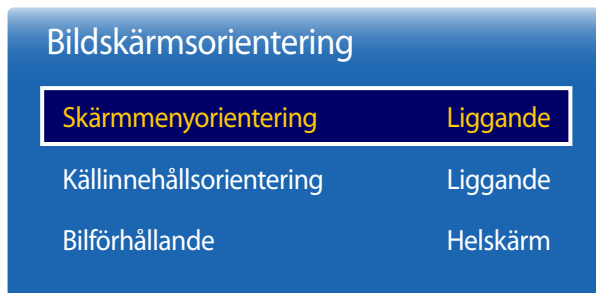 Bildskärmsorientering
Skärmmenyorientering Liggande
Källinnehållsorientering Liggande
Bilförhållande Helskärm